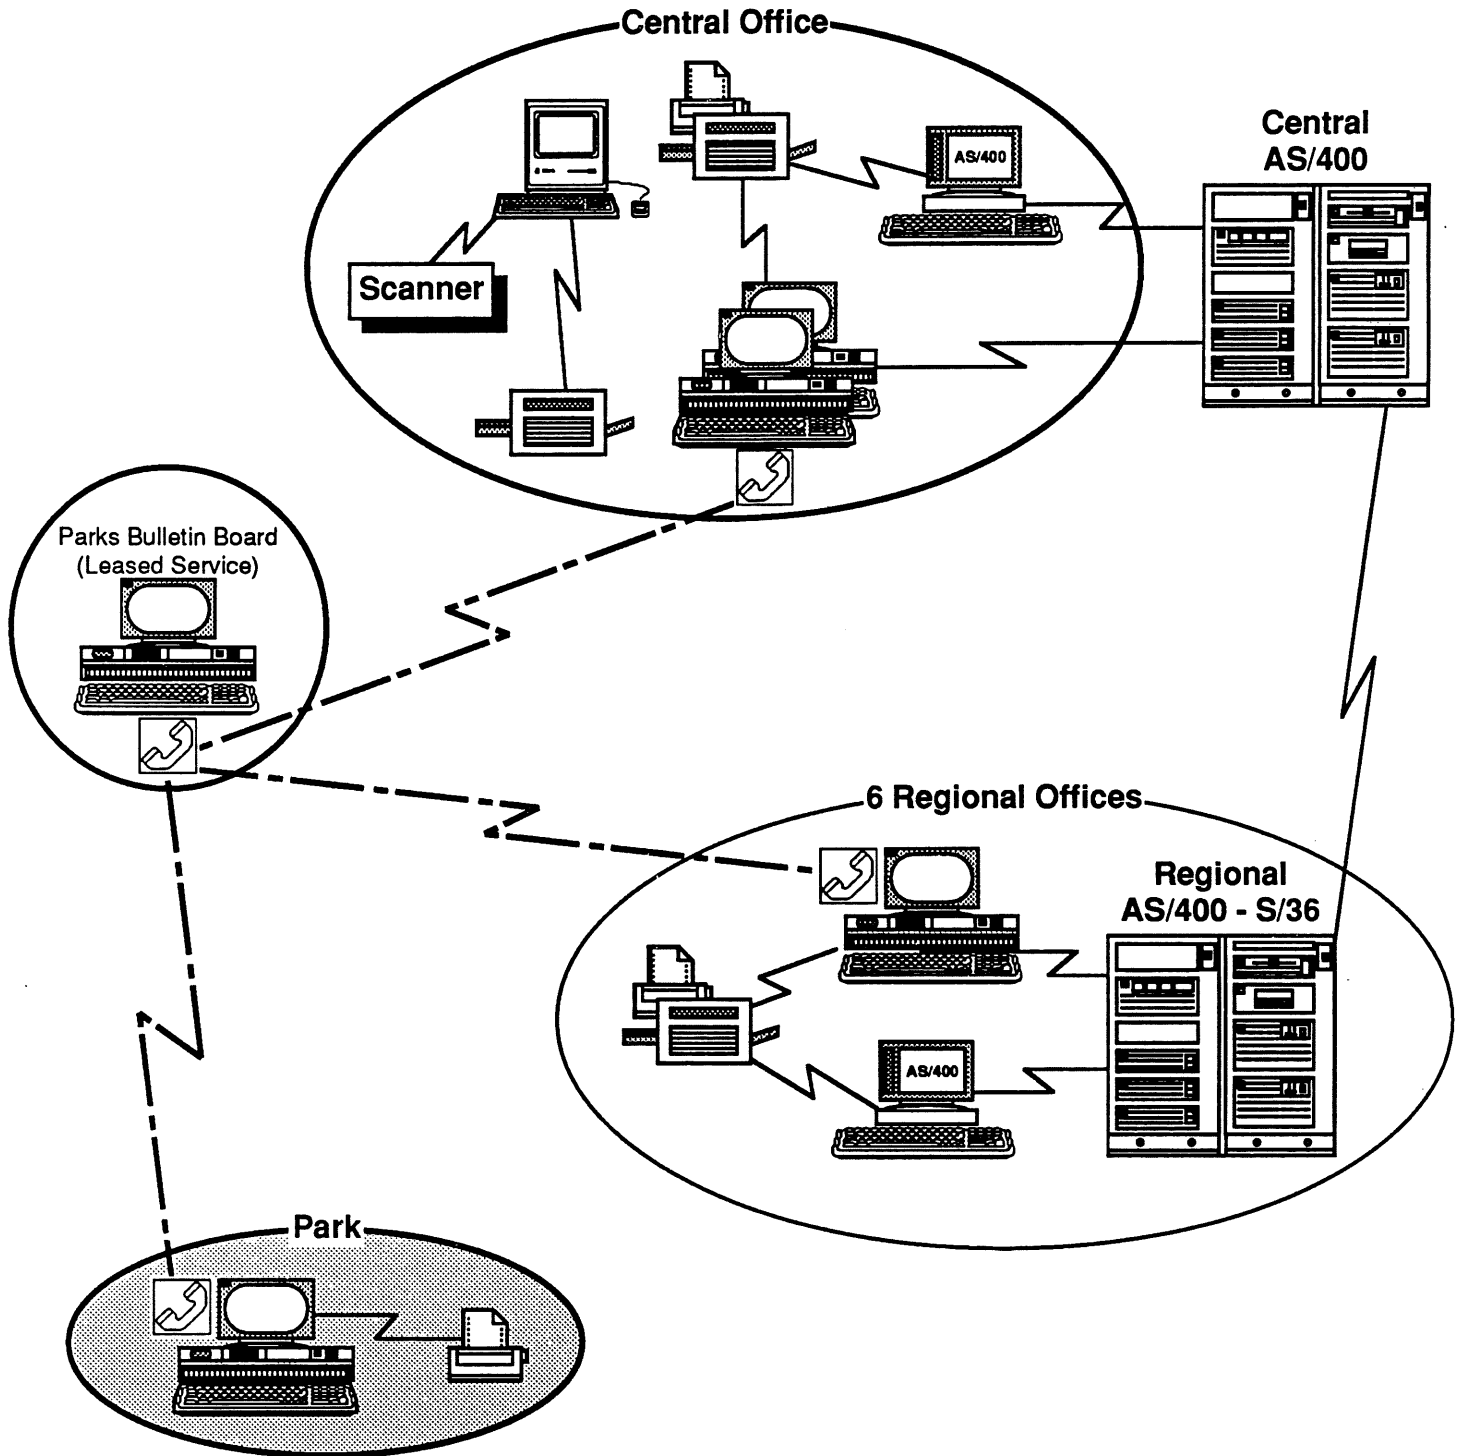 Central Office
Central
AS/400
AS/400
Scanner
Parks Bulletin Board
(Leased Service)
6 Regional Offices
Regional
AS/400 - S/36
AS/400
Park